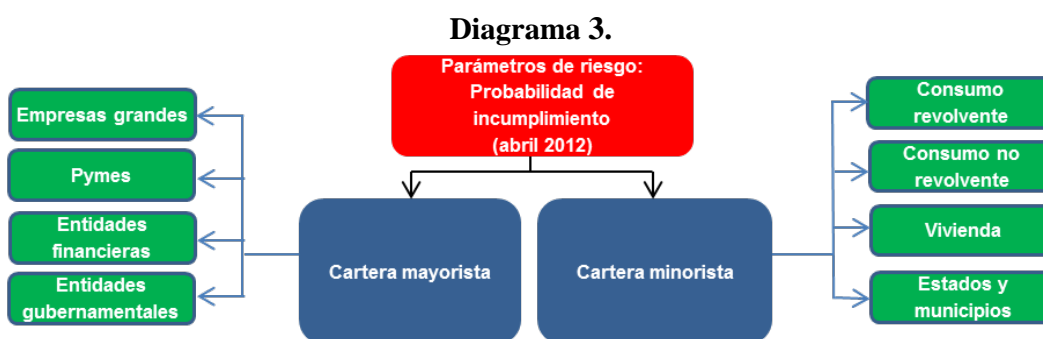 Diagrama 3.
Parámetros de riesgo:
Probabilidad de
incumplimiento
(abril 2012)
Empresas grandes
Pymes
Entidades
financieras
Entidades
gubernamentales
Cartera mayorista
Cartera minorista
Consumo
revolvente
Consumo no
revolvente
Vivienda
Estados y
municipios